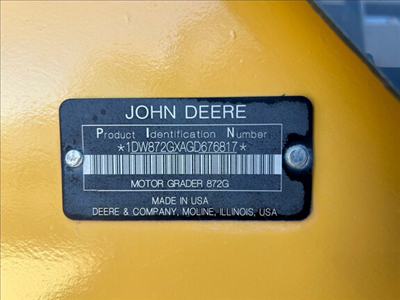 JOHN DEERE
Product Identification Number
*1DW872GXAGD676817*
MOTOR GRADER 872G
MADE IN USA
DEERE & COMPANY, MOLINE, ILLINOIS, USA